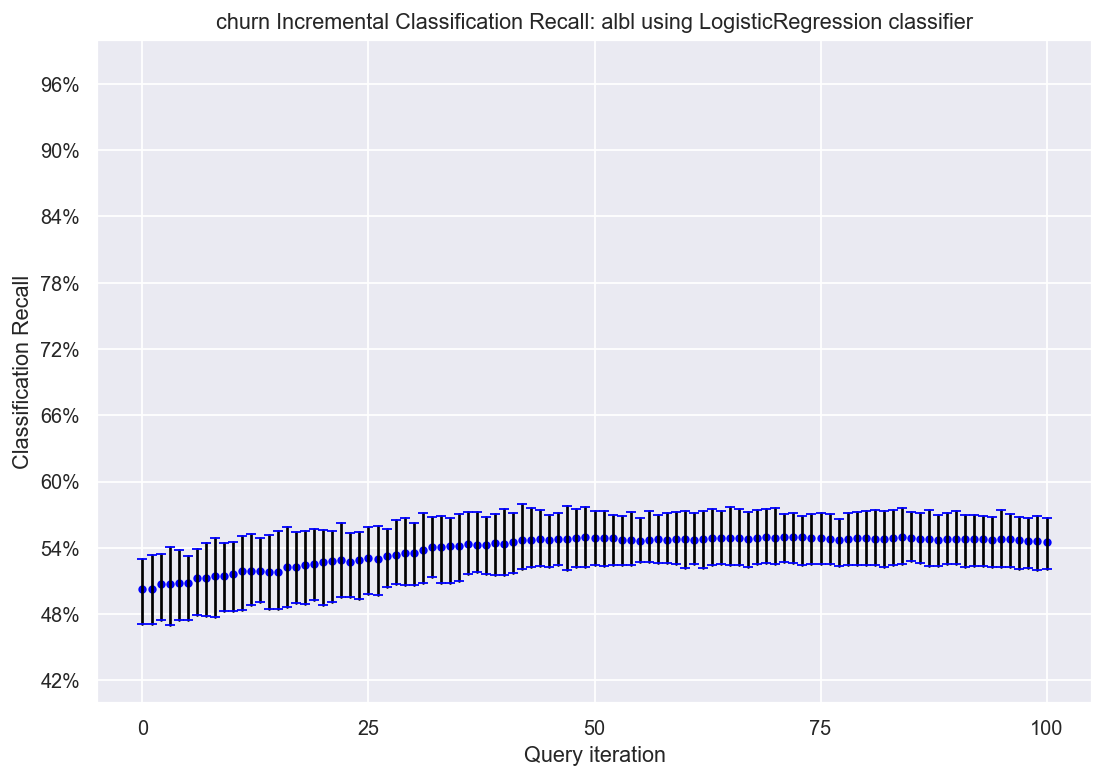 churn Incremental Classification Recall: albl using LogisticRegression classifier
96%
90%
84%
78%
72%
66%
60%
54%
48%
42%
Classification Recall
0 25 50 75 100
Query iteration